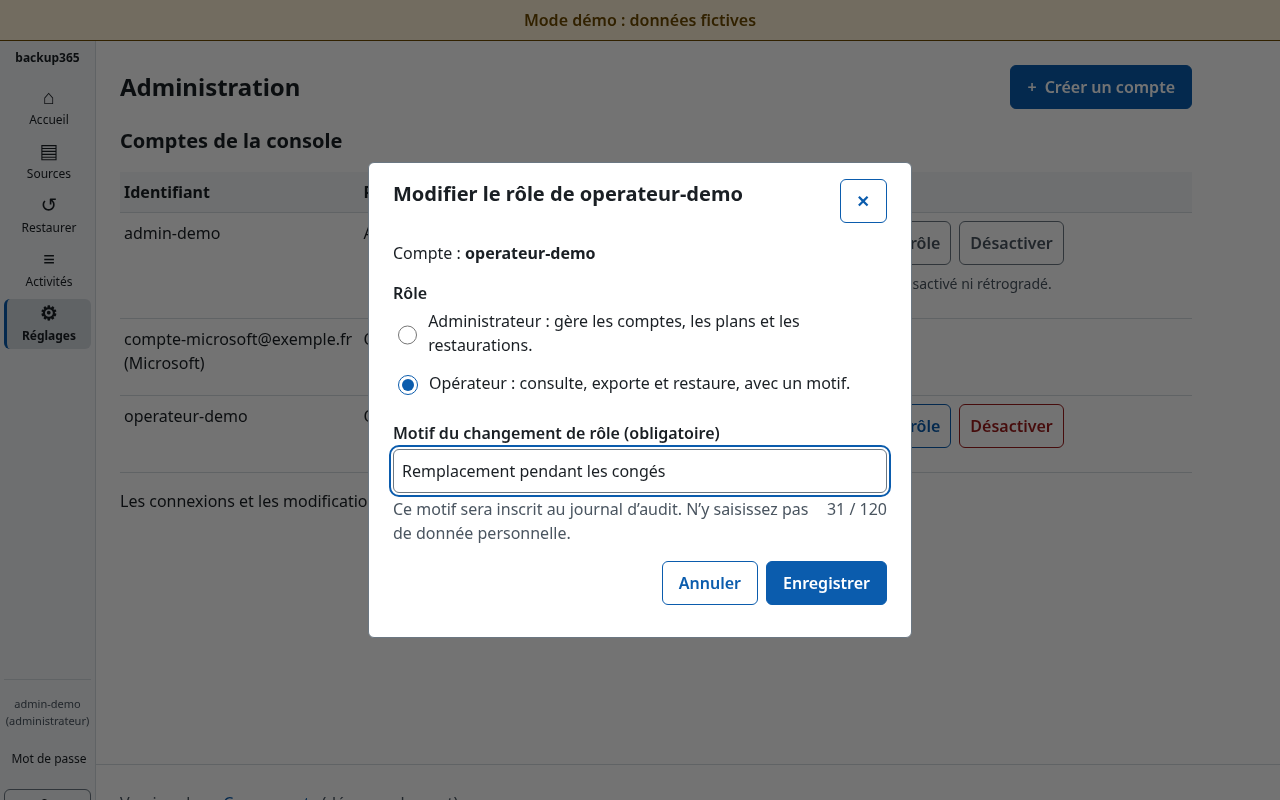 Mode démo : données fictives
backup365
Accueil
Sources
Restaurer
Activités
Réglages
admin-demo
(administrateur)
Mot de passe
Administration
+ Créer un compte
Comptes de la console
Identifiant
admin-demo
rôle
Désactiver
sactivé ni rétrogradé.
compte-microsoft@exemple.fr
(Microsoft)
operateur-demo
rôle
Désactiver
Les connexions et les modificatio
Modifier le rôle de operateur-demo
×
Compte : operateur-demo
Rôle
Administrateur : gère les comptes, les plans et les
restaurations.
Opérateur : consulte, exporte et restaure, avec un motif.
Motif du changement de rôle (obligatoire)
Remplacement pendant les congés
Ce motif sera inscrit au journal d’audit. N’y saisissez pas
de donnée personnelle.
31 / 120
Annuler
Enregistrer